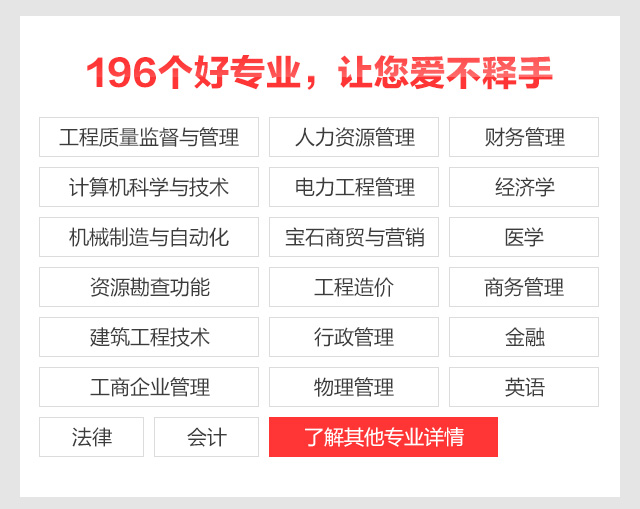 196个好专业，让您爱不释手
工程质量监督与管理 人力资源管理 财务管理
计算机科学与技术 电力工程管理 经济学
机械制造与自动化 宝石商贸与营销 医学
资源勘查功能 工程造价 商务管理
建筑工程技术 行政管理 金融
工商企业管理 物理管理 英语
法律 会计 了解其他专业详情